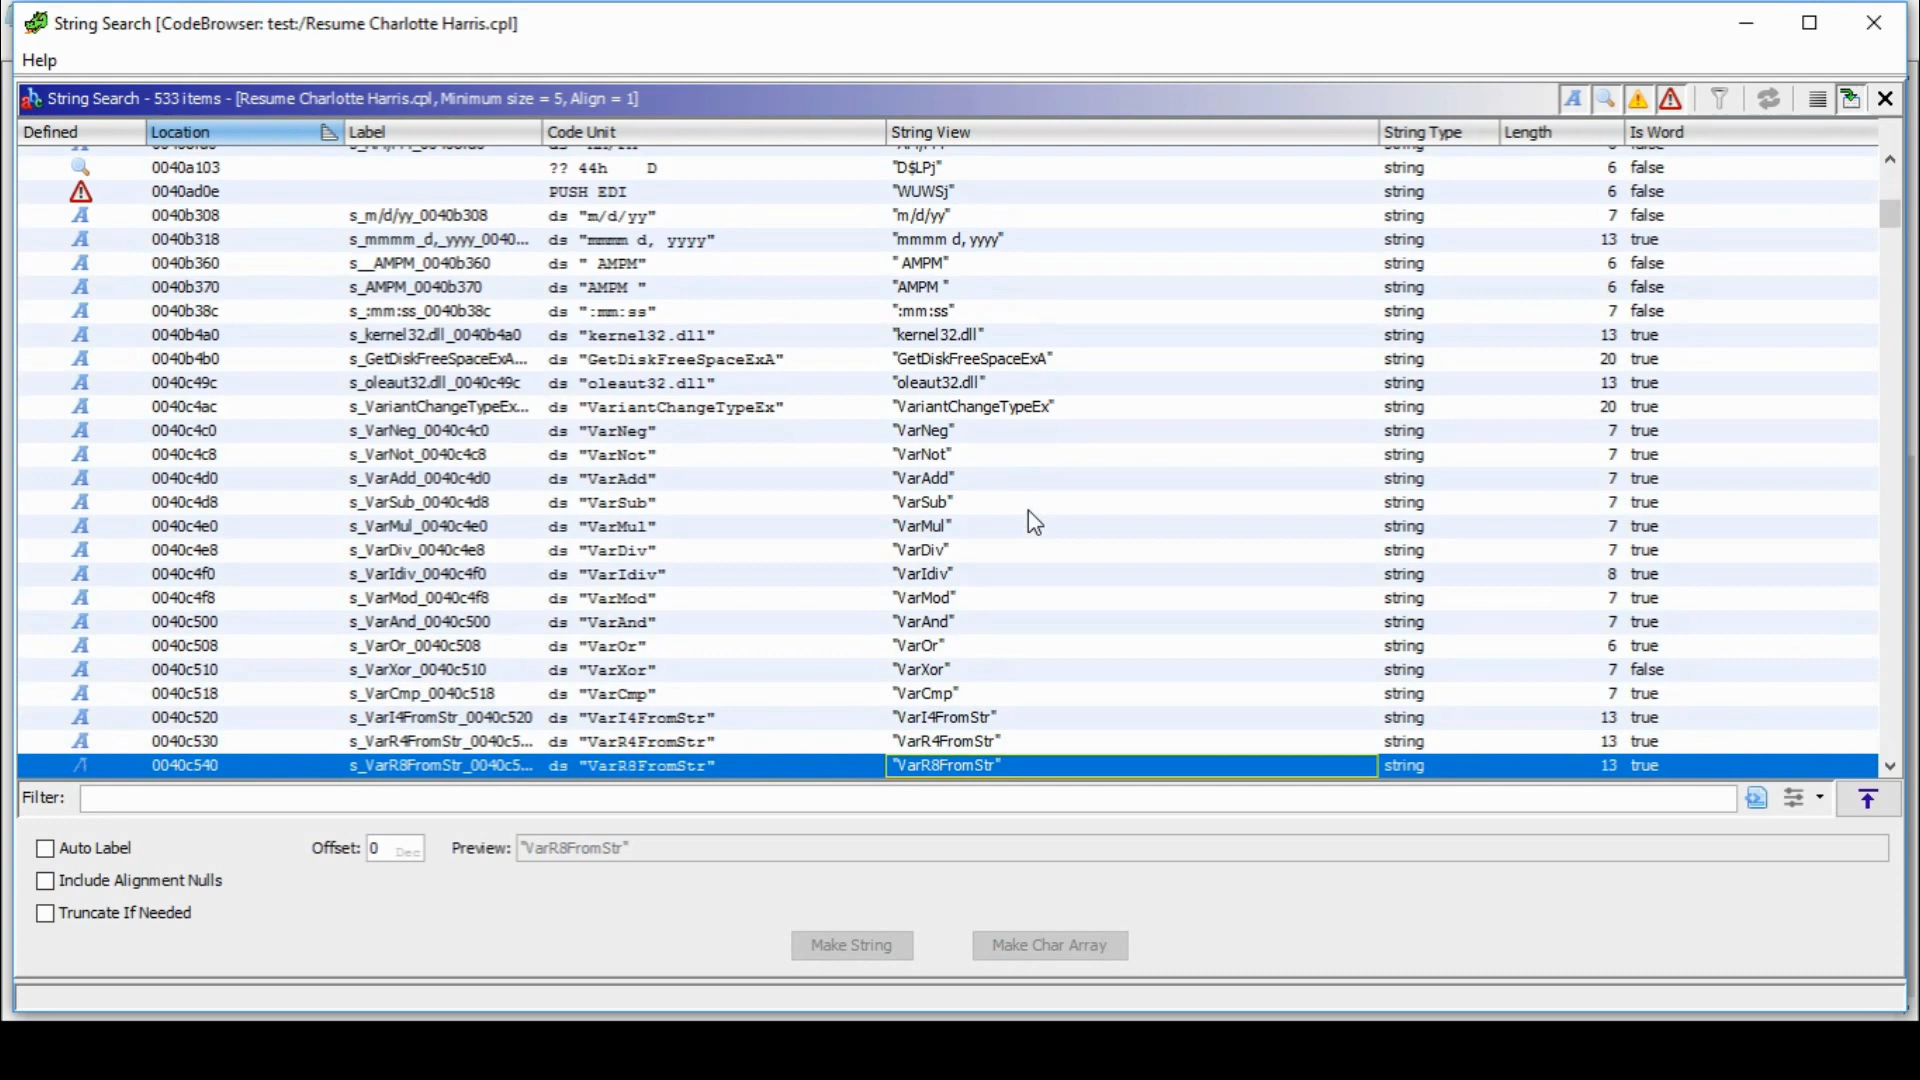 String Search [CodeBrowser: test:/Resume Charlotte Harris.cpl]
Help
String Search - 533 items - [Resume Charlotte Harris.cpl, Minimum size = 5, Align = 1]
Defined Location Label Code Unit String View String Type Length Is Word
0040a103 ?? 44h D "D$LPj" string 6 false
0040ad0e PUSH EDI "WUWSj" string 6 false
0040b308 s_m/d/yy_0040b308 ds "m/d/yy" "m/d/yy" string 7 false
0040b318 s_mmmm_d,_yyyy_0040... ds "mmmm d, yyyy" "mmmm d, yyyy" string 13 true
0040b360 s__AMPM_0040b360 ds " AMPM" " AMPM" string 6 false
0040b370 s_AMPM_0040b370 ds "AMPM " "AMPM " string 6 false
0040b38c s_:mm:ss_0040b38c ds ":mm:ss" ":mm:ss" string 7 false
0040b4a0 s_kernel32.dll_0040b4a0 ds "kernel32.dll" "kernel32.dll" string 13 true
0040b4b0 s_GetDiskFreeSpaceExA... ds "GetDiskFreeSpaceExA" "GetDiskFreeSpaceExA" string 20 true
0040c49c s_oleaut32.dll_0040c49c ds "oleaut32.dll" "oleaut32.dll" string 13 true
0040c4ac s_VariantChangeTypeEx... ds "VariantChangeTypeEx" "VariantChangeTypeEx" string 20 true
0040c4c0 s_VarNeg_0040c4c0 ds "VarNeg" "VarNeg" string 7 true
0040c4c8 s_VarNot_0040c4c8 ds "VarNot" "VarNot" string 7 true
0040c4d0 s_VarAdd_0040c4d0 ds "VarAdd" "VarAdd" string 7 true
0040c4d8 s_VarSub_0040c4d8 ds "VarSub" "VarSub" string 7 true
0040c4e0 s_VarMul_0040c4e0 ds "VarMul" "VarMul" string 7 true
0040c4e8 s_VarDiv_0040c4e8 ds "VarDiv" "VarDiv" string 7 true
0040c4f0 s_VarIdiv_0040c4f0 ds "VarIdiv" "VarIdiv" string 8 true
0040c4f8 s_VarMod_0040c4f8 ds "VarMod" "VarMod" string 7 true
0040c500 s_VarAnd_0040c500 ds "VarAnd" "VarAnd" string 7 true
0040c508 s_VarOr_0040c508 ds "VarOr" "VarOr" string 6 true
0040c510 s_VarXor_0040c510 ds "VarXor" "VarXor" string 7 false
0040c518 s_VarCmp_0040c518 ds "VarCmp" "VarCmp" string 7 true
0040c520 s_VarI4FromStr_0040c520 ds "VarI4FromStr" "VarI4FromStr" string 13 true
0040c530 s_VarR4FromStr_0040c5... ds "VarR4FromStr" "VarR4FromStr" string 13 true
0040c540 s_VarR8FromStr_0040c5... ds "VarR8FromStr" "VarR8FromStr" string 13 true
Filter:
Auto Label Offset: 0 Dec Preview: "VarR8FromStr"
Include Alignment Nulls
Truncate If Needed
Make String Make Char Array